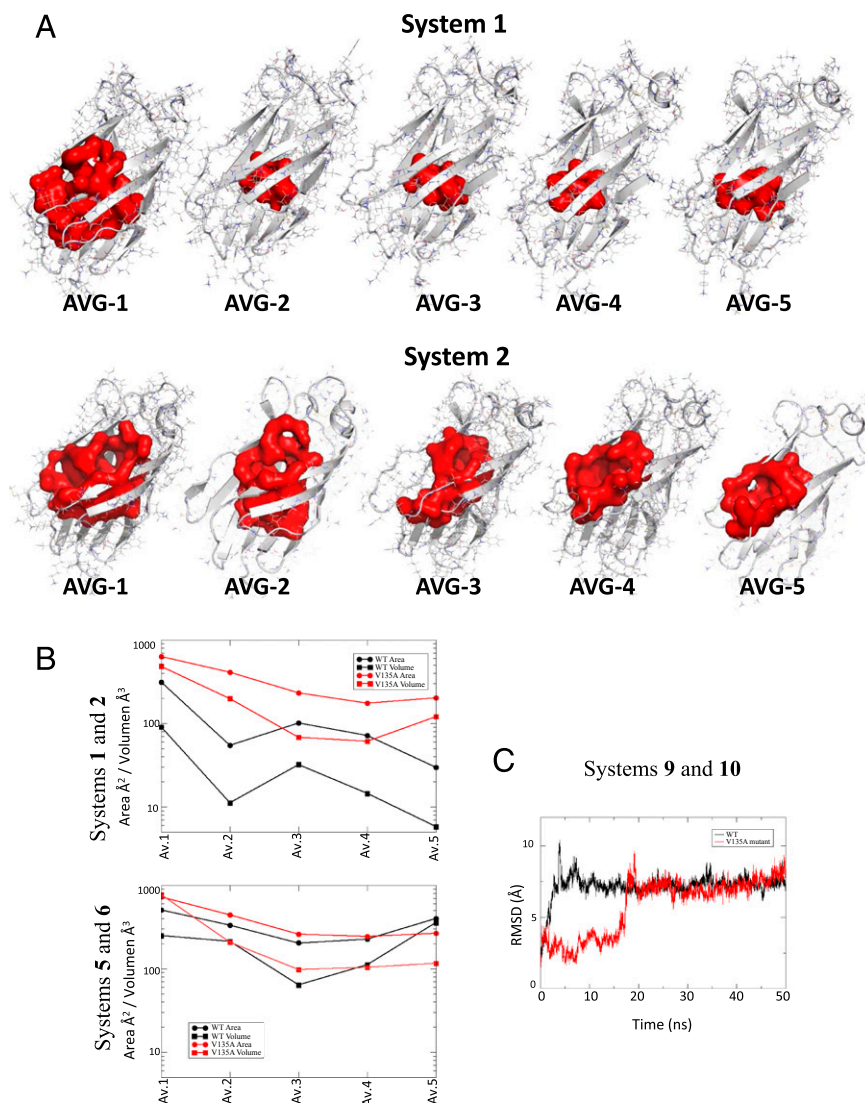 A
System 1
AVG-1 AVG-2 AVG-3 AVG-4 AVG-5
System 2
AVG-1 AVG-2 AVG-3 AVG-4 AVG-5
B
Systems 1 and 2
Area Å² / Volumen Å³
1000
100
10
WT Area
WT Volume
V135A Area
V135A Volume
Av.1 Av.2 Av.3 Av.4 Av.5
Systems 5 and 6
Area Å² / Volumen Å³
1000
100
10
WT Area
WT Volume
V135A Area
V135A Volume
Av.1 Av.2 Av.3 Av.4 Av.5
C
Systems 9 and 10
RMSD (Å)
10
5
0
WT
V135A mutant
0 10 20 30 40 50
Time (ns)